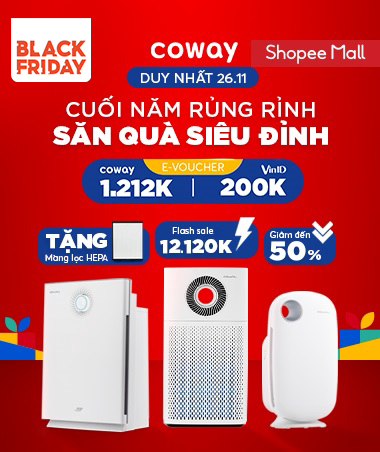 BLACK
FRIDAY
coway
Shopee Mall
DUY NHẤT 26.11
CUỐI NĂM RỦNG RỈNH
SĂN QUÀ SIÊU ĐỈNH
coway
E-VOUCHER
VinID
1.212K
200K
TẶNG
Màng lọc HEPA
Flash sale
12.120K
Giảm đến
50%